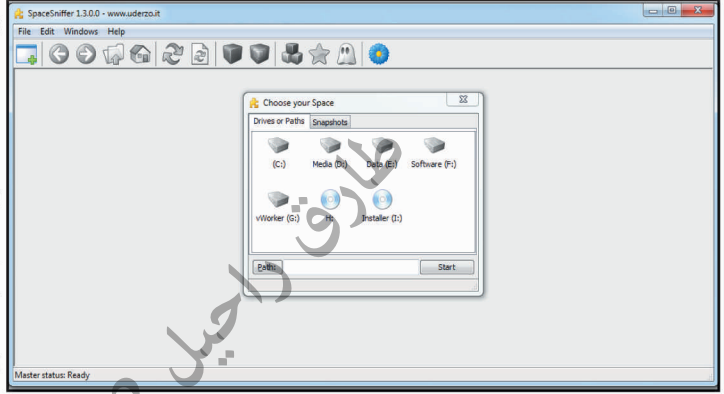 SpaceSniffer 1.3.0.0 - www.uderzo.it
File Edit Windows Help
Choose your Space
Drives or Paths Snapshots
(C:) Media (D:) Data (E:) Software (F:)
vWorker (G:) H: Installer (I:)
Path: Start
Master status: Ready
طارق راحيل